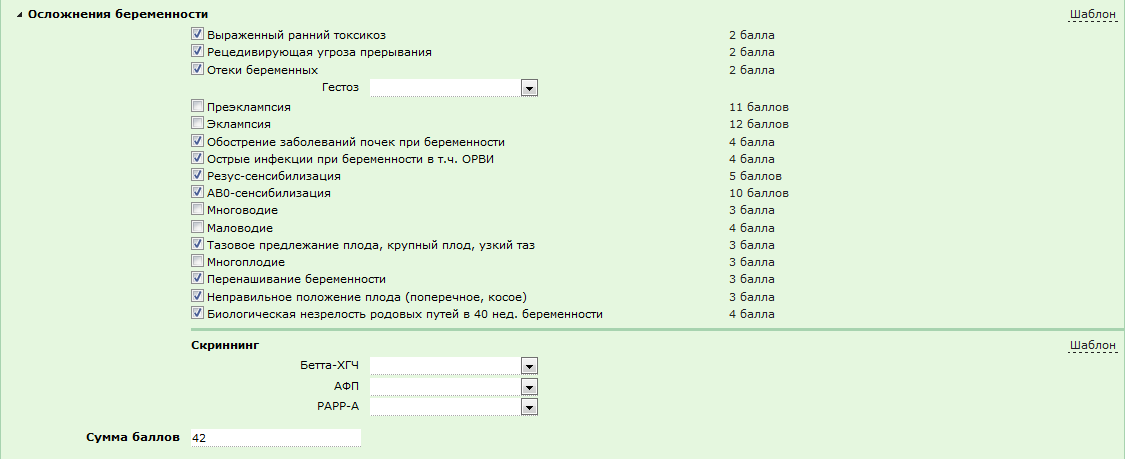 Осложнения беременности Шаблон
Выраженный ранний токсикоз 2 балла
Рецедивирующая угроза прерывания 2 балла
Отеки беременных 2 балла
Гестоз
Преэклампсия 11 баллов
Эклампсия 12 баллов
Обострение заболеваний почек при беременности 4 балла
Острые инфекции при беременности в т.ч. ОРВИ 4 балла
Резус-сенсибилизация 5 баллов
АВ0-сенсибилизация 10 баллов
Многоводие 3 балла
Маловодие 4 балла
Тазовое предлежание плода, крупный плод, узкий таз 3 балла
Многоплодие 3 балла
Перенашивание беременности 3 балла
Неправильное положение плода (поперечное, косое) 3 балла
Биологическая незрелость родовых путей в 40 нед. беременности 4 балла
Скриннинг Шаблон
Бетта-ХГЧ
АФП
PAPP-A
Сумма баллов 42